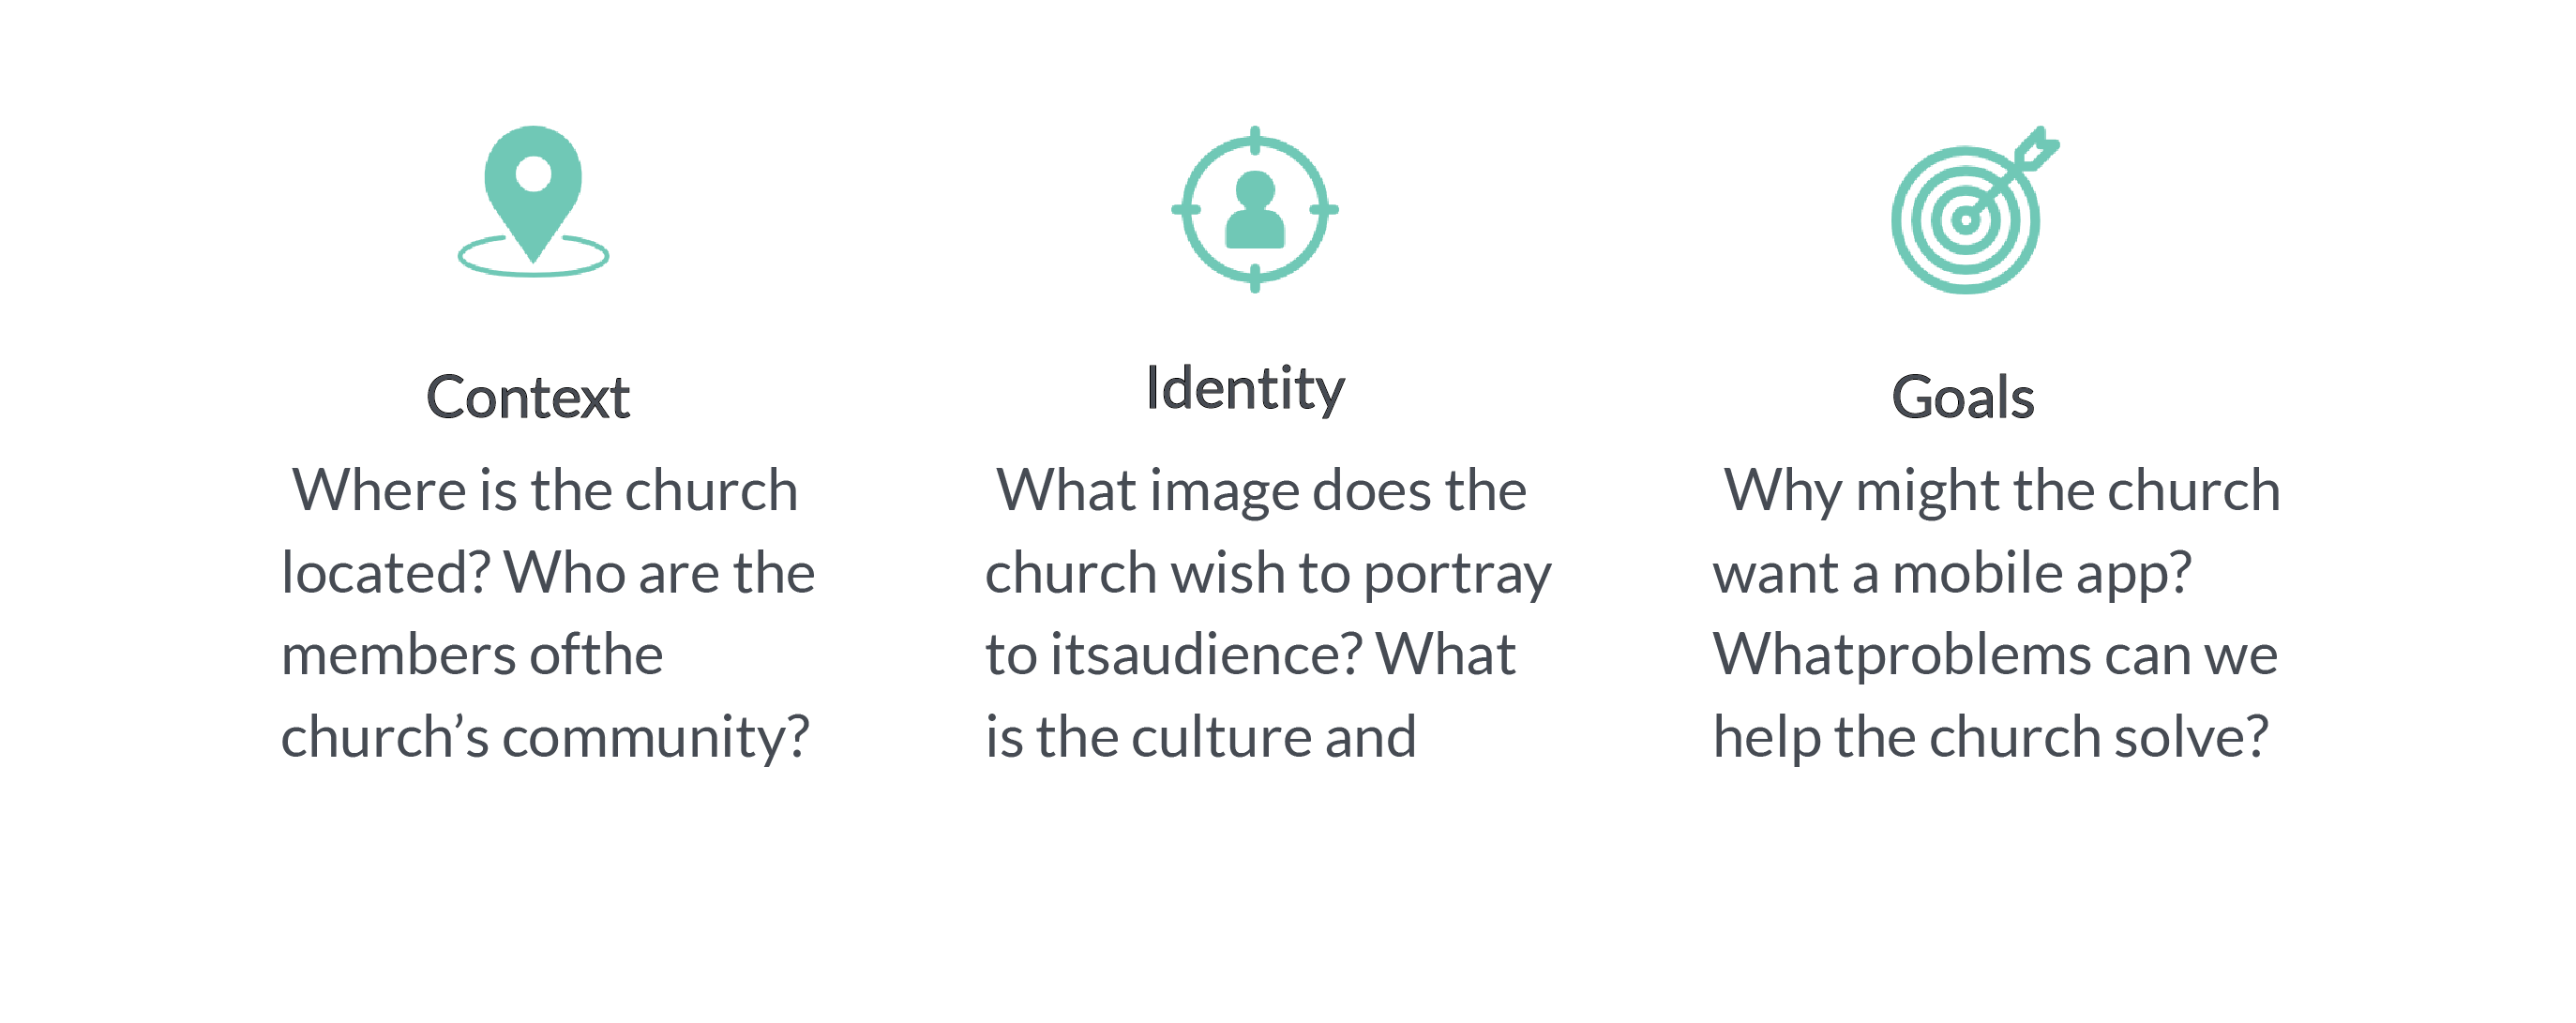 Context
Where is the church
located? Who are the
members ofthe
church’s community?
Identity
What image does the
church wish to portray
to itsaudience? What
is the culture and
Goals
Why might the church
want a mobile app?
Whatproblems can we
help the church solve?